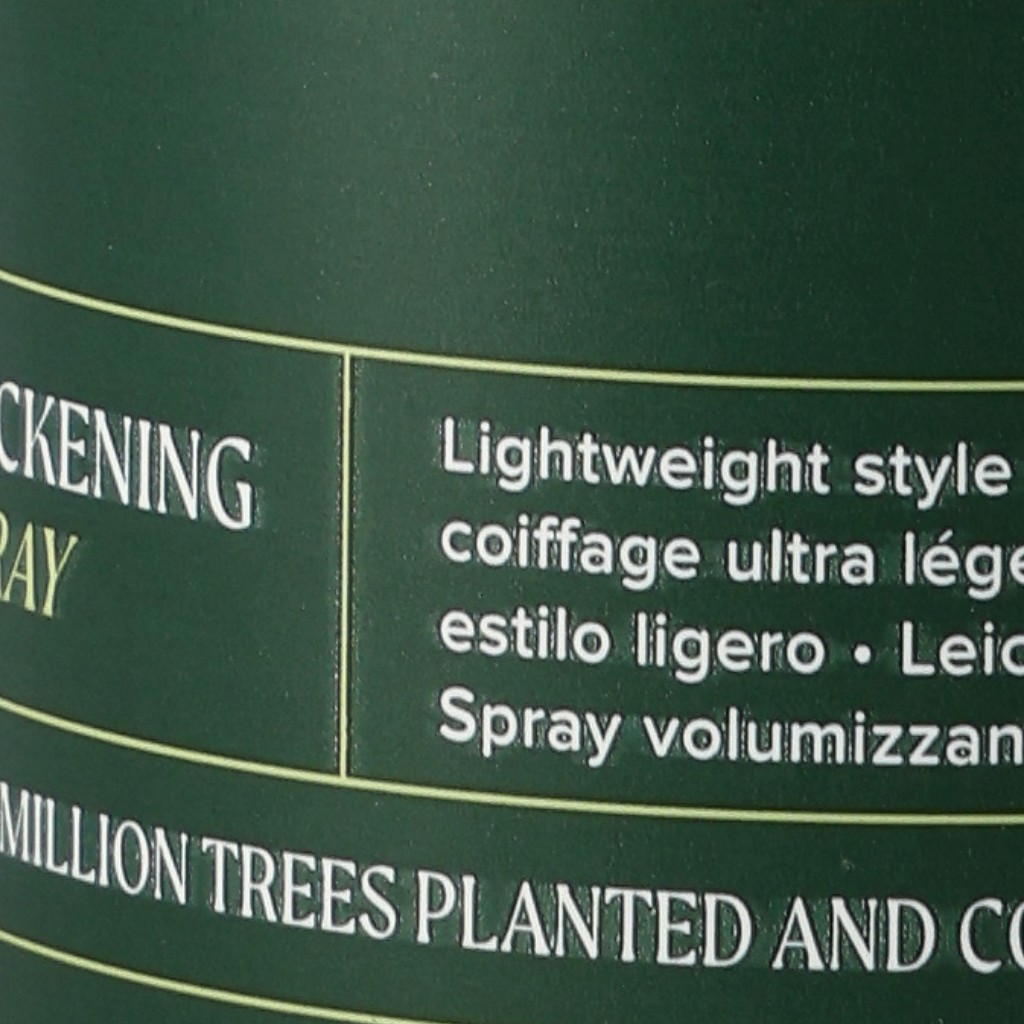 CKENING
RAY
Lightweight style
coiffage ultra lége
estilo ligero • Leic
Spray volumizzan
MILLION TREES PLANTED AND CO